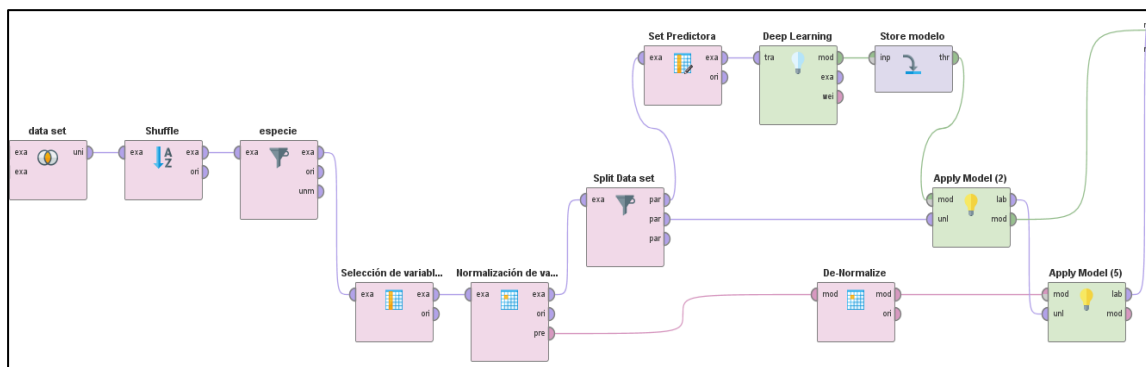 Set Predictora
exa
exa
ori
Deep Learning
tra
mod
exa
wei
Store modelo
inp
thr
data set
exa
uni
exa
Shuffle
exa
exa
ori
especie
exa
exa
ori
unm
Split Data set
exa
par
par
par
Apply Model (2)
mod
lab
unl
mod
Selección de variabl...
exa
exa
ori
Normalización de va...
exa
exa
ori
pre
De-Normalize
mod
mod
ori
Apply Model (5)
mod
lab
unl
mod